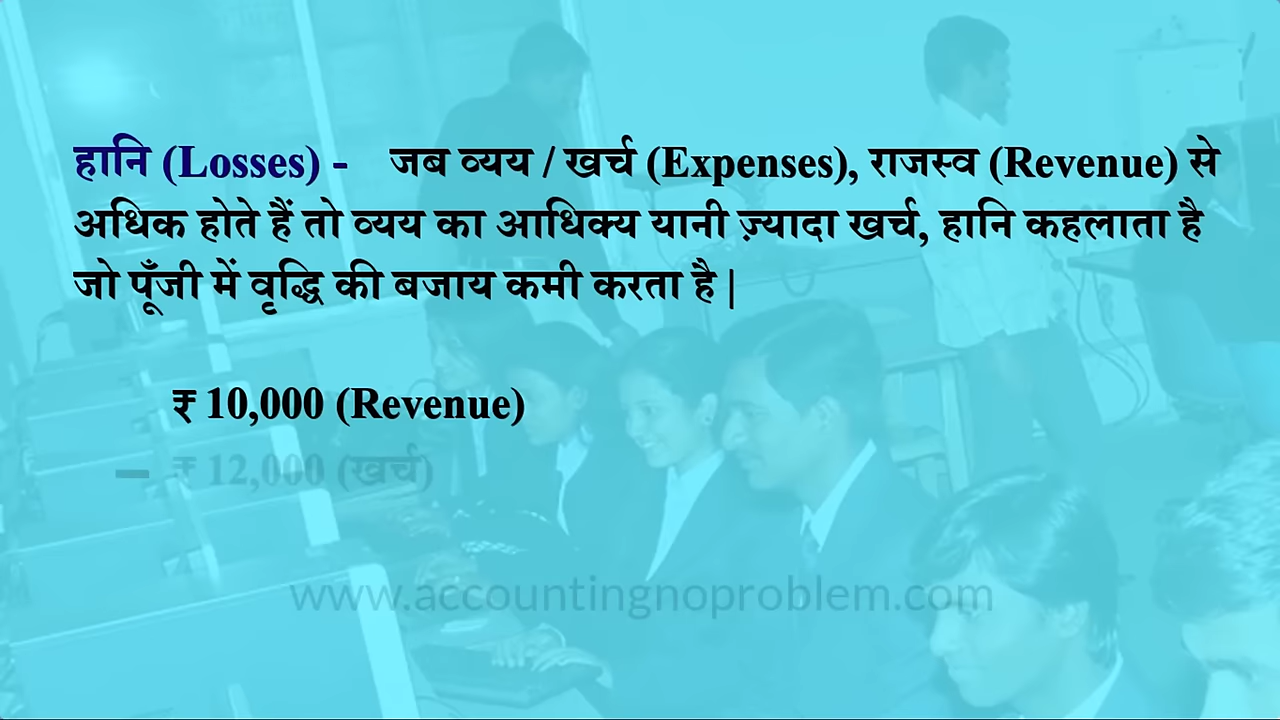 हानि (Losses) - जब व्यय / खर्च (Expenses), राजस्व (Revenue) से
अधिक होते हैं तो व्यय का आधिक्य यानी ज़्यादा खर्च, हानि कहलाता है
जो पूँजी में वृद्धि की बजाय कमी करता है |
₹ 10,000 (Revenue)
– ₹ 12,000 (खर्च)
www.accountingnoproblem.com